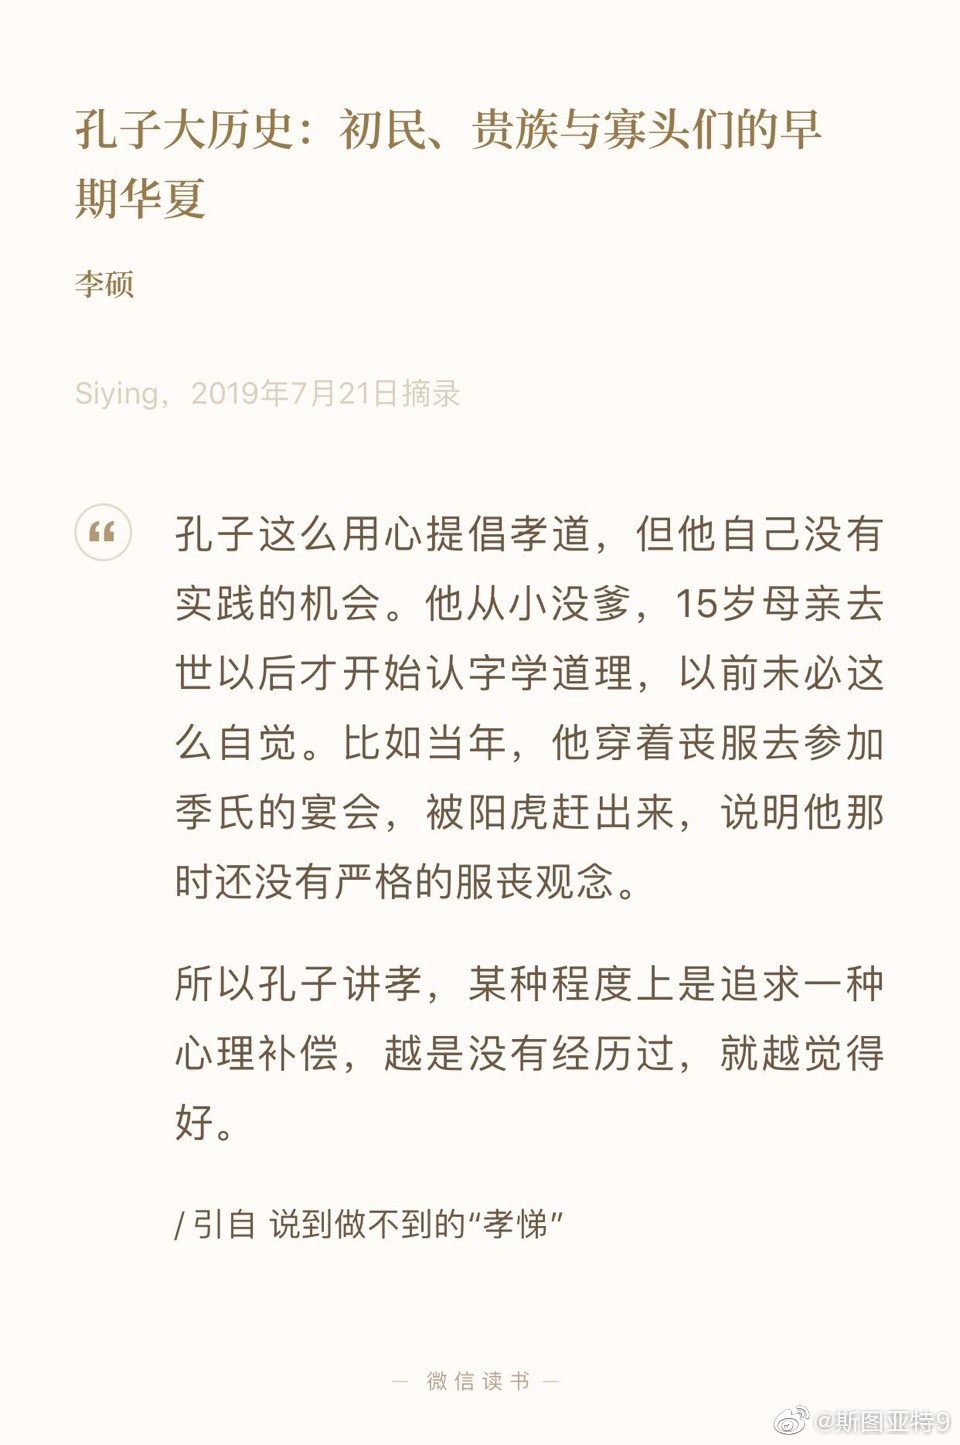 孔子大历史：初民、贵族与寡头们的早
期华夏
李硕
Siying，2019年7月21日摘录
“
孔子这么用心提倡孝道，但他自己没有
实践的机会。他从小没爹，15岁母亲去
世以后才开始认字学道理，以前未必这
么自觉。比如当年，他穿着丧服去参加
季氏的宴会，被阳虎赶出来，说明他那
时还没有严格的服丧观念。
所以孔子讲孝，某种程度上是追求一种
心理补偿，越是没有经历过，就越觉得
好。
/ 引自 说到做不到的“孝悌”
— 微信读书 —
@斯图亚特9